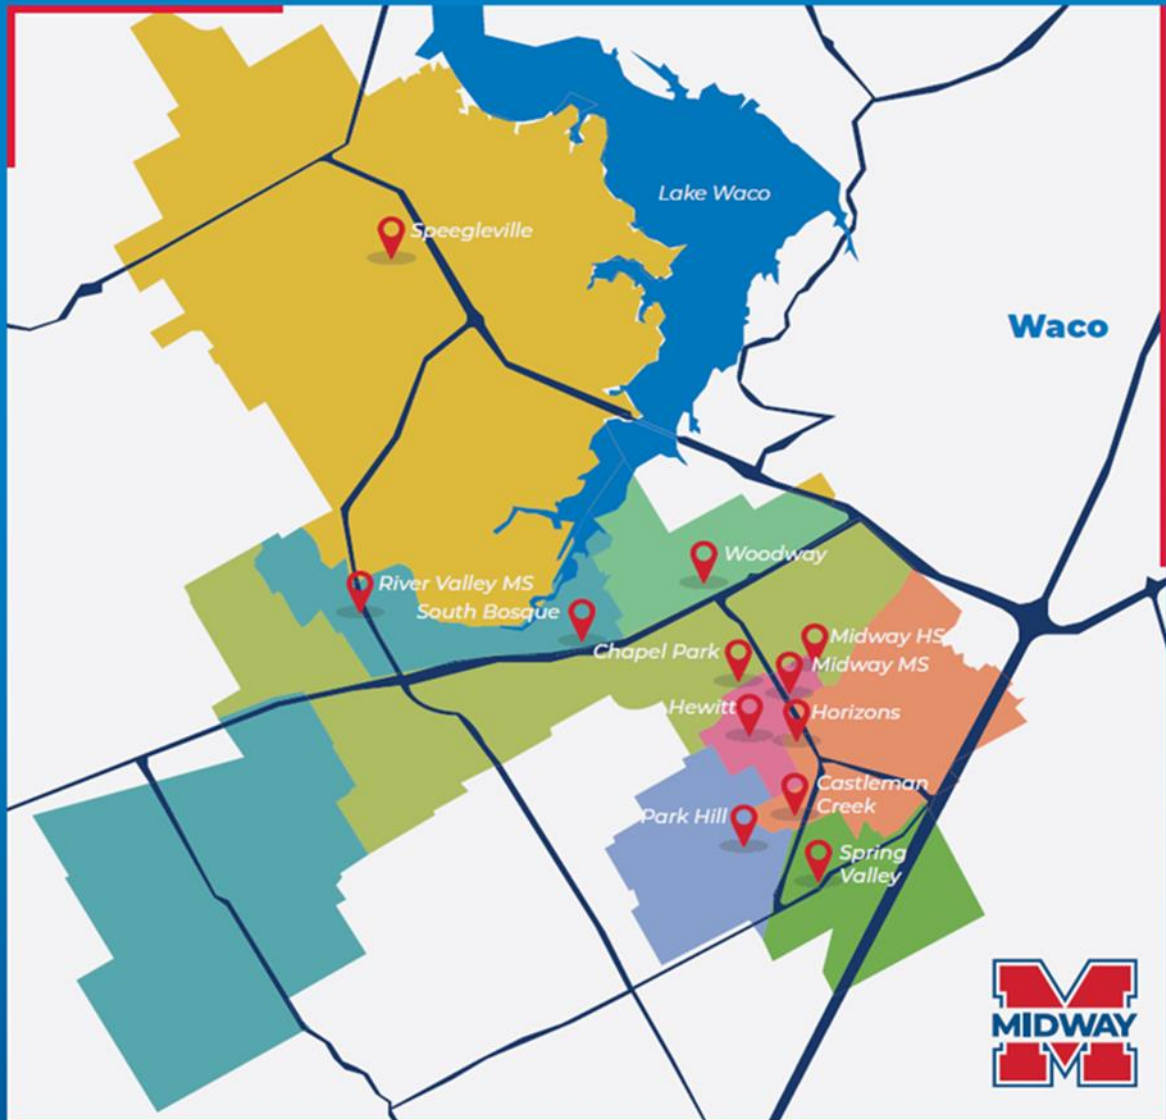 Lake Waco
Speegleville
Waco
Woodway
River Valley MS
South Bosque
Midway HS
Chapel Park
Midway MS
Hewitt
Horizons
Castleman
Creek
Park Hill
Spring
Valley
M
MIDWAY